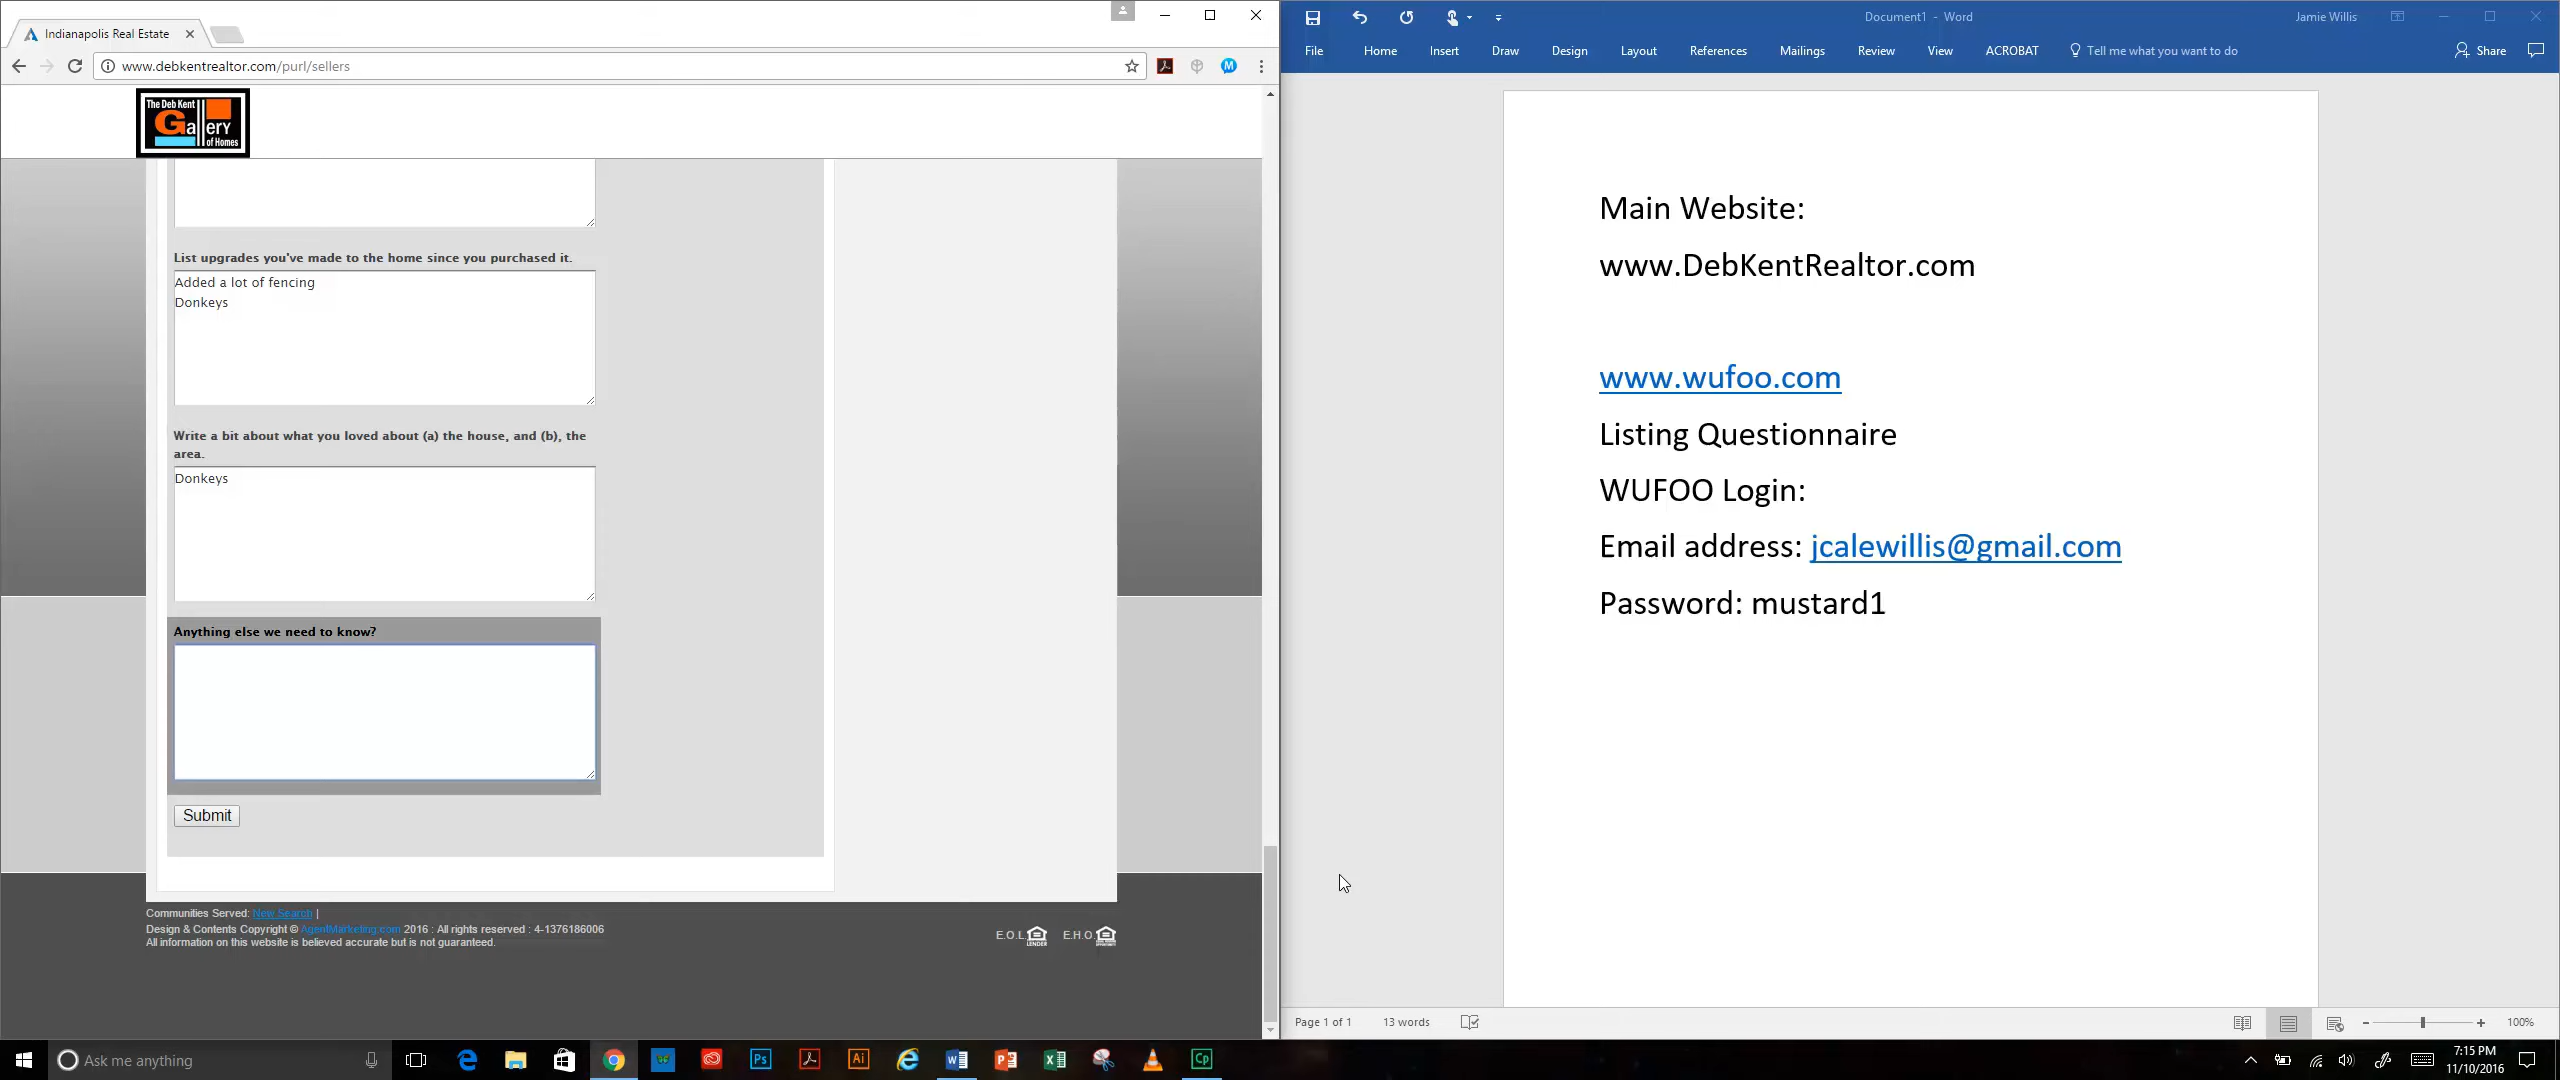 Indianapolis Real Estate
www.debkentrealtor.com/purl/sellers
The Deb Kent
Gallery
of Homes
List upgrades you've made to the home since you purchased it.
Added a lot of fencing
Donkeys
Write a bit about what you loved about (a) the house, and (b), the
area.
Donkeys
Anything else we need to know?
Submit
Communities Served: New Search |
Design & Contents Copyright © AgentMarketing.com 2016 : All rights reserved : 4-1376186006
All information on this website is believed accurate but is not guaranteed.
E.O.L. E.H.O.
Document1 - Word
Jamie Willis
File Home Insert Draw Design Layout References Mailings Review View ACROBAT Tell me what you want to do Share
Main Website:
www.DebKentRealtor.com
www.wufoo.com
Listing Questionnaire
WUFOO Login:
Email address: jcalewillis@gmail.com
Password: mustard1
Page 1 of 1 13 words 100%
Ask me anything
Ps
Ai
Cp
7:15 PM
11/10/2016